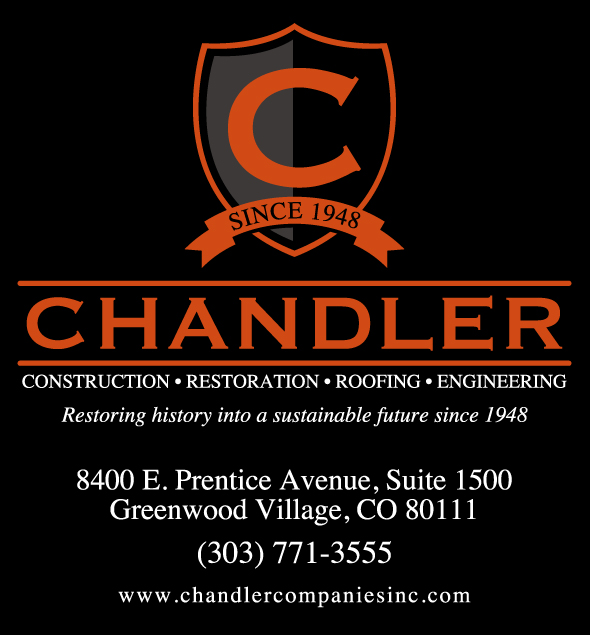 C
SINCE 1948
CHANDLER
CONSTRUCTION • RESTORATION • ROOFING • ENGINEERING
Restoring history into a sustainable future since 1948
8400 E. Prentice Avenue, Suite 1500
Greenwood Village, CO 80111
(303) 771-3555
www.chandlercompaniesinc.com